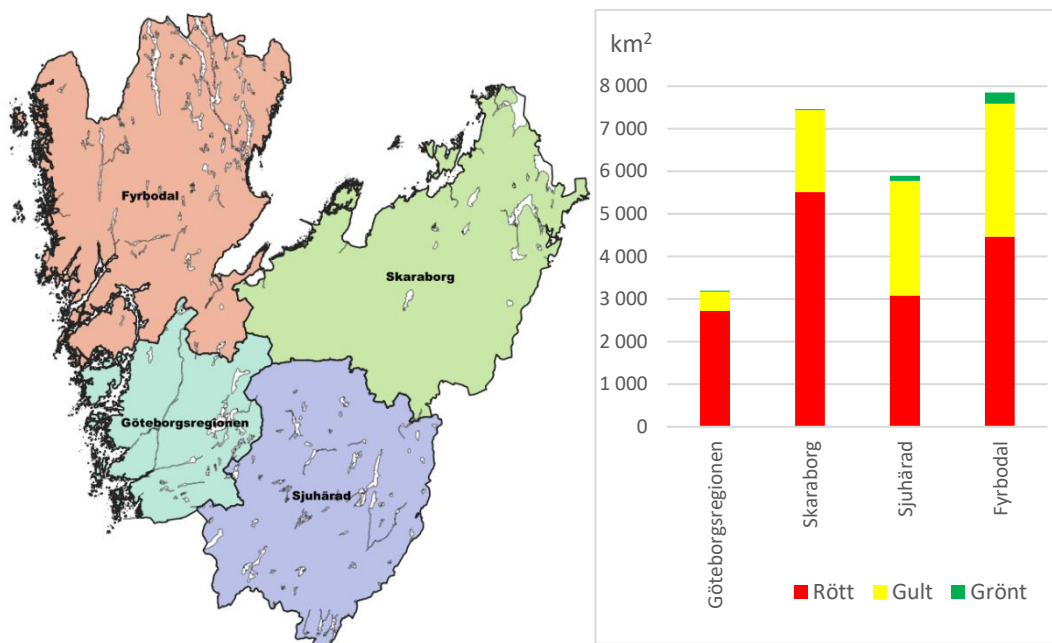 Fyrbodal
Skaraborg
Göteborgsregionen
Sjuhärad
km²
8 000
7 000
6 000
5 000
4 000
3 000
2 000
1 000
0
Göteborgsregionen
Skaraborg
Sjuhärad
Fyrbodal
Rött
Gult
Grönt